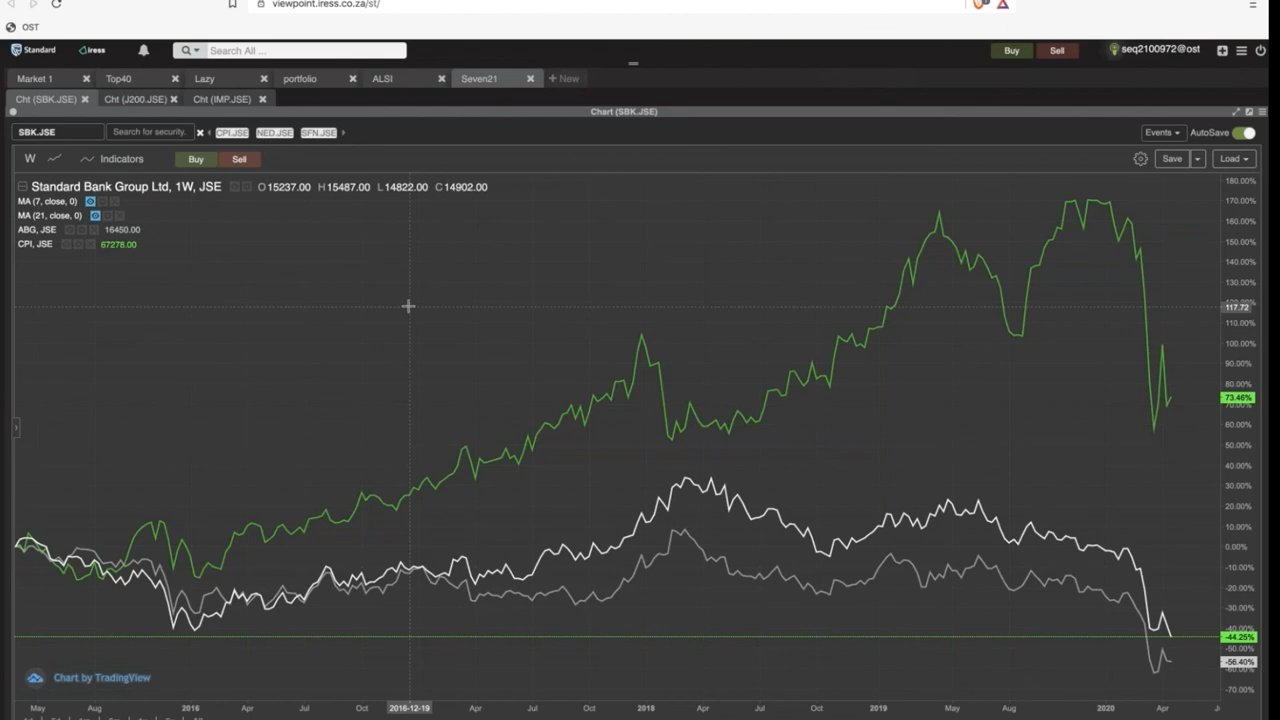 viewpoint.iress.co.za/st/
OST
Standard iress Search All ... Buy Sell seq2100972@ost
Market 1 Top40 Lazy portfolio ALSI Seven21 New
Cht (SBK.JSE) Cht (J200.JSE) Cht (IMP.JSE)
Chart (SBK.JSE)
SBK.JSE Search for security. CPI.JSE NED.JSE SFN.JSE Events AutoSave
W Indicators Buy Sell Save Load
Standard Bank Group Ltd, 1W, JSE O15237.00 H15487.00 L14822.00 C14902.00
MA (7, close, 0)
MA (21, close, 0)
ABG, JSE 16450.00
CPI, JSE 67278.00
180.00%
170.00%
160.00%
150.00%
140.00%
130.00%
117.72
110.00%
100.00%
90.00%
80.00%
73.46%
70.00%
60.00%
50.00%
40.00%
30.00%
20.00%
10.00%
0.00%
-10.00%
-20.00%
-30.00%
-40.00%
-44.25%
-50.00%
-56.40%
-70.00%
Chart by TradingView
May Aug 2016 Apr Jul Oct 2016-12-19 Apr Jul Oct 2018 Apr Jul Oct 2019 May Aug 2020 Apr